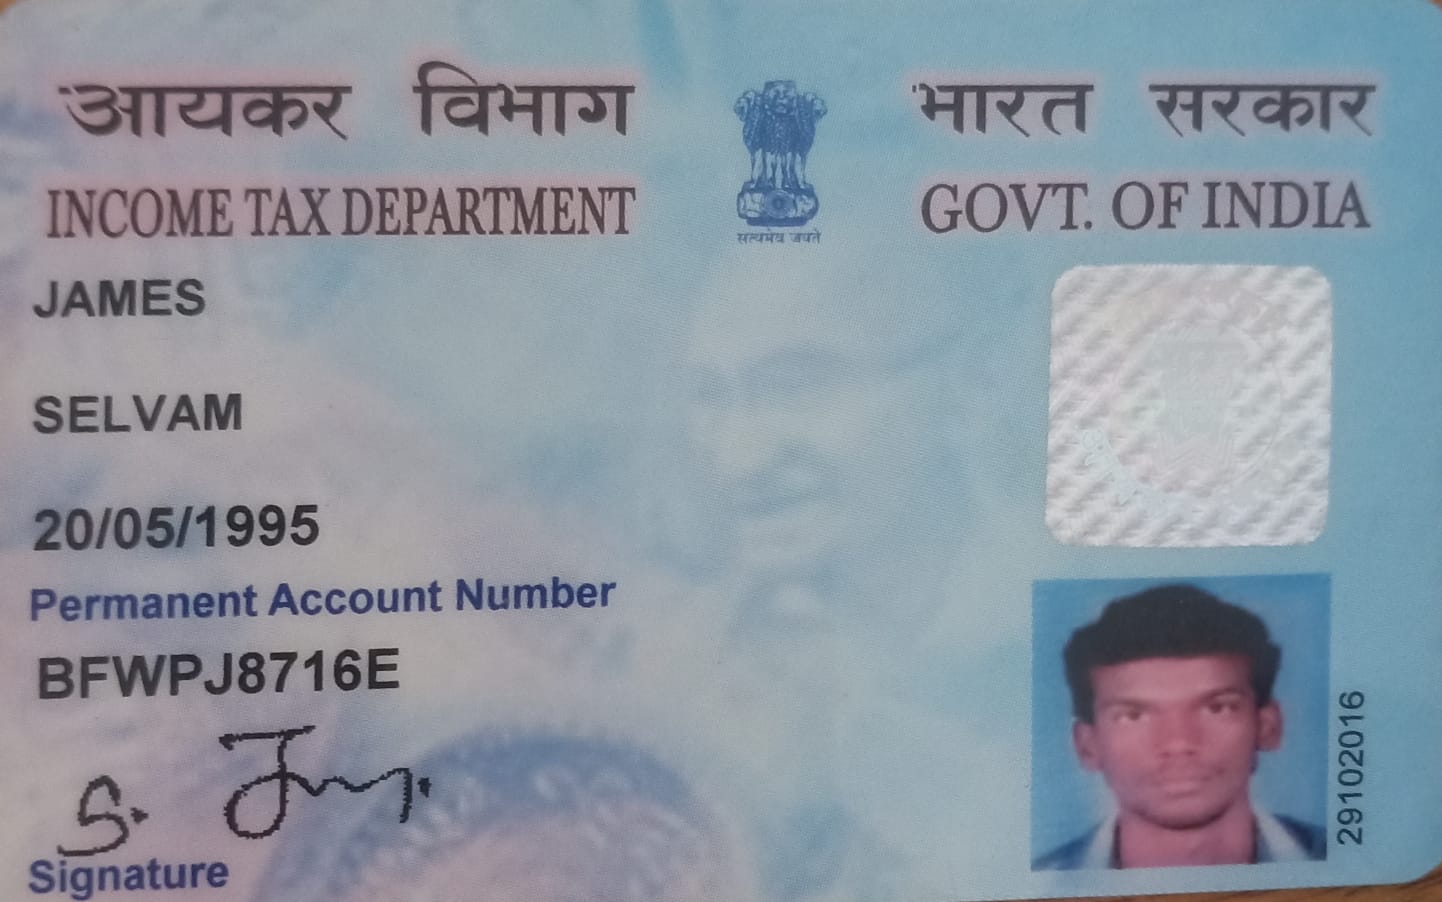 आयकर विभाग
INCOME TAX DEPARTMENT
सत्यमेव जयते
भारत सरकार
GOVT. OF INDIA
JAMES
SELVAM
20/05/1995
Permanent Account Number
BFWPJ8716E
S. 
Signature
29102016